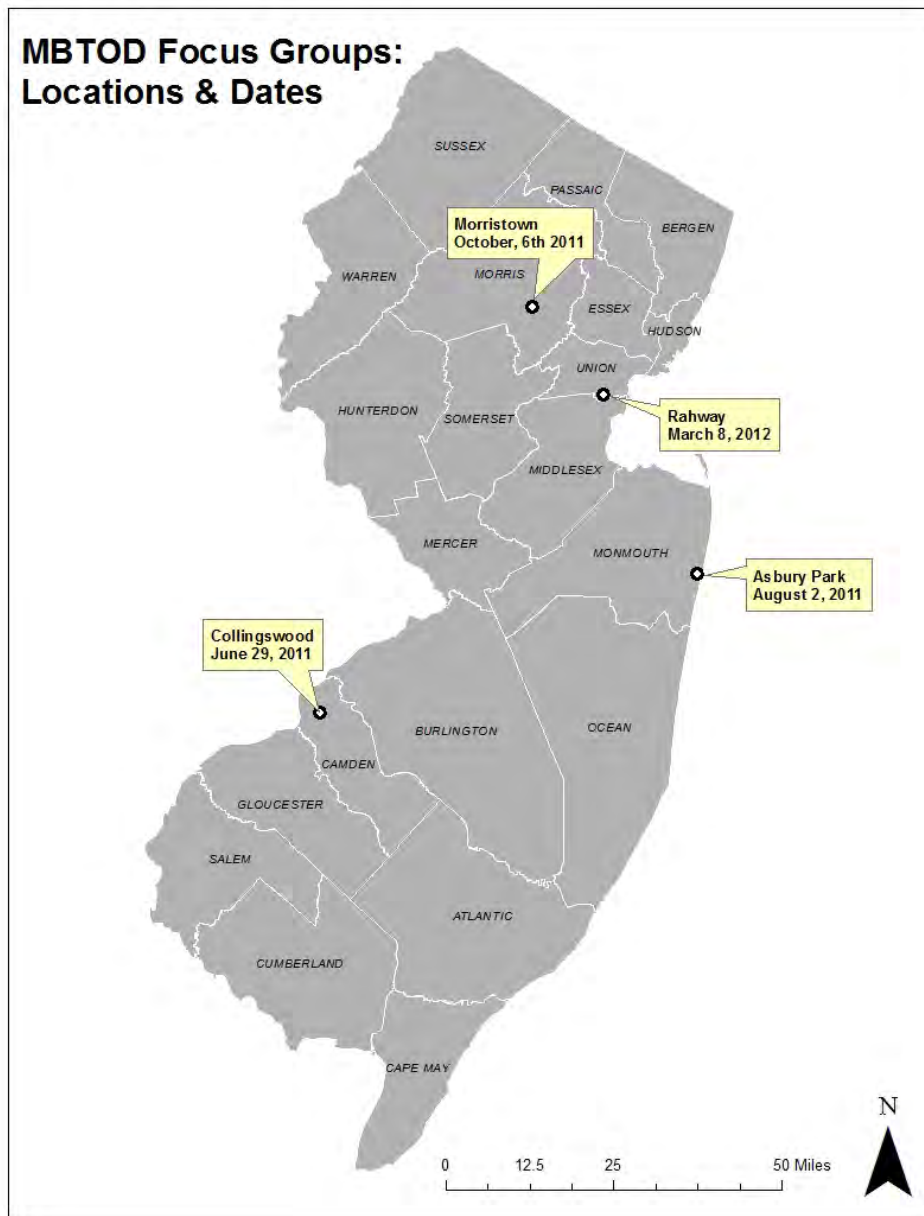 MBTOD Focus Groups:
Locations & Dates
SUSSEX
PASSAIC
BERGEN
Morristown
October, 6th 2011
WARREN
MORRIS
ESSEX
HUDSON
UNION
HUNTERDON
SOMERSET
Rahway
March 8, 2012
MIDDLESEX
MERCER
MONMOUTH
Asbury Park
August 2, 2011
Collingswood
June 29, 2011
BURLINGTON
OCEAN
CAMDEN
GLOUCESTER
SALEM
ATLANTIC
CUMBERLAND
CAPE MAY
N
0 12.5 25 50 Miles